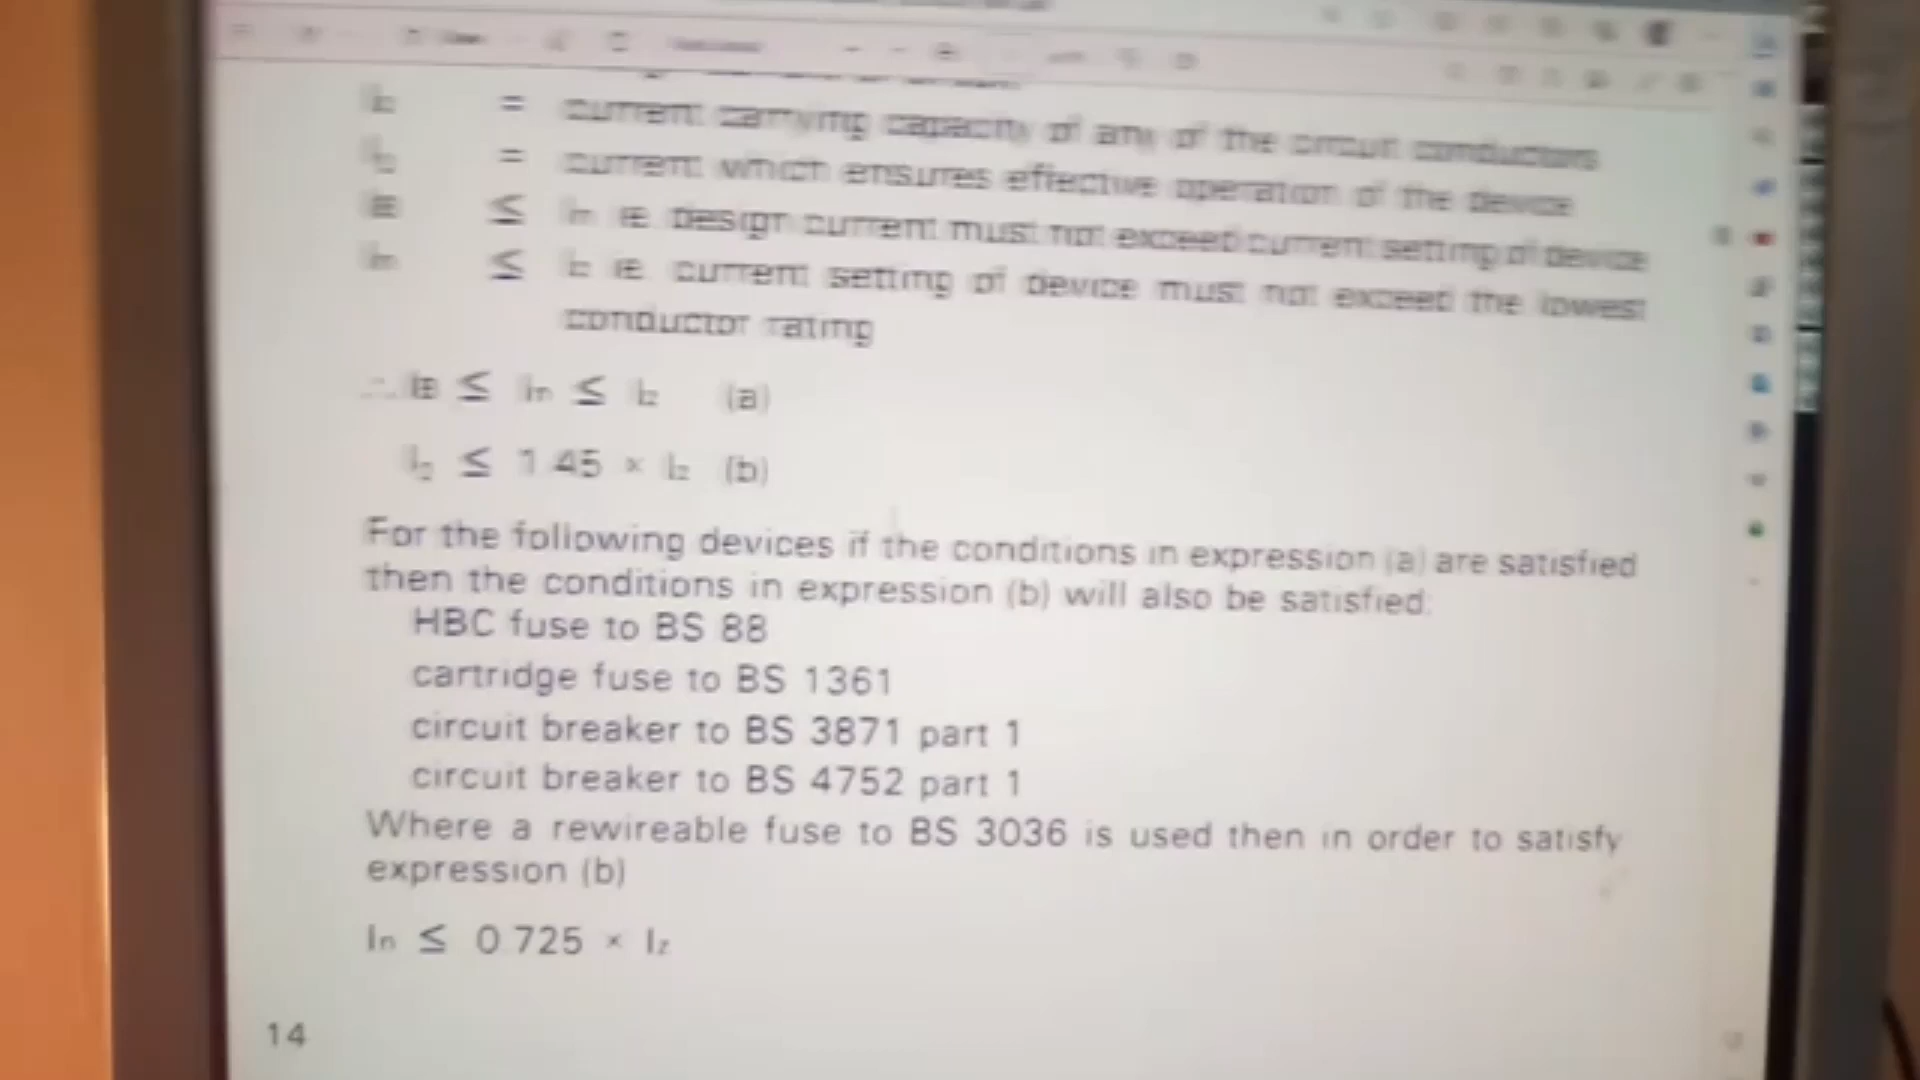 Iz = current carrying capacity of any of the circuit conductors
I2 = current which ensures effective operation of the device
IB ≤ In IE design current must not exceed current setting of device
In ≤ Iz IE current setting of device must not exceed the lowest
conductor rating
∴ IB ≤ In ≤ Iz (a)
I2 ≤ 1.45 × Iz (b)
For the following devices if the conditions in expression (a) are satisfied
then the conditions in expression (b) will also be satisfied:
HBC fuse to BS 88
cartridge fuse to BS 1361
circuit breaker to BS 3871 part 1
circuit breaker to BS 4752 part 1
Where a rewireable fuse to BS 3036 is used then in order to satisfy
expression (b)
In ≤ 0.725 × Iz
14